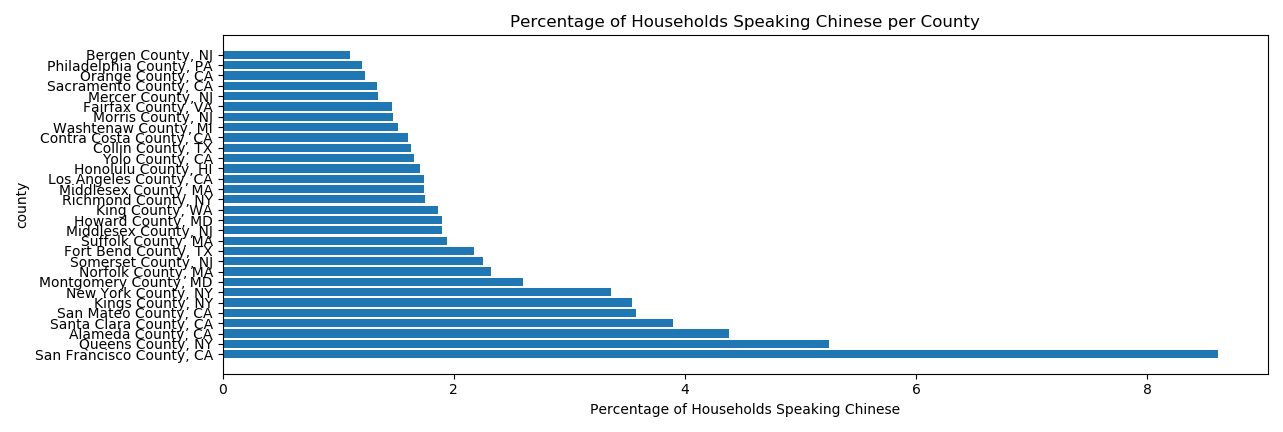 Percentage of Households Speaking Chinese per County
county
Bergen County, NJ
Philadelphia County, PA
Orange County, CA
Sacramento County, CA
Mercer County, NJ
Fairfax County, VA
Morris County, NJ
Washtenaw County, MI
Contra Costa County, CA
Collin County, TX
Yolo County, CA
Honolulu County, HI
Los Angeles County, CA
Middlesex County, MA
Richmond County, NY
King County, WA
Howard County, MD
Middlesex County, NJ
Suffolk County, MA
Fort Bend County, TX
Somerset County, NJ
Norfolk County, MA
Montgomery County, MD
New York County, NY
Kings County, NY
San Mateo County, CA
Santa Clara County, CA
Alameda County, CA
Queens County, NY
San Francisco County, CA
0 2 4 6 8
Percentage of Households Speaking Chinese